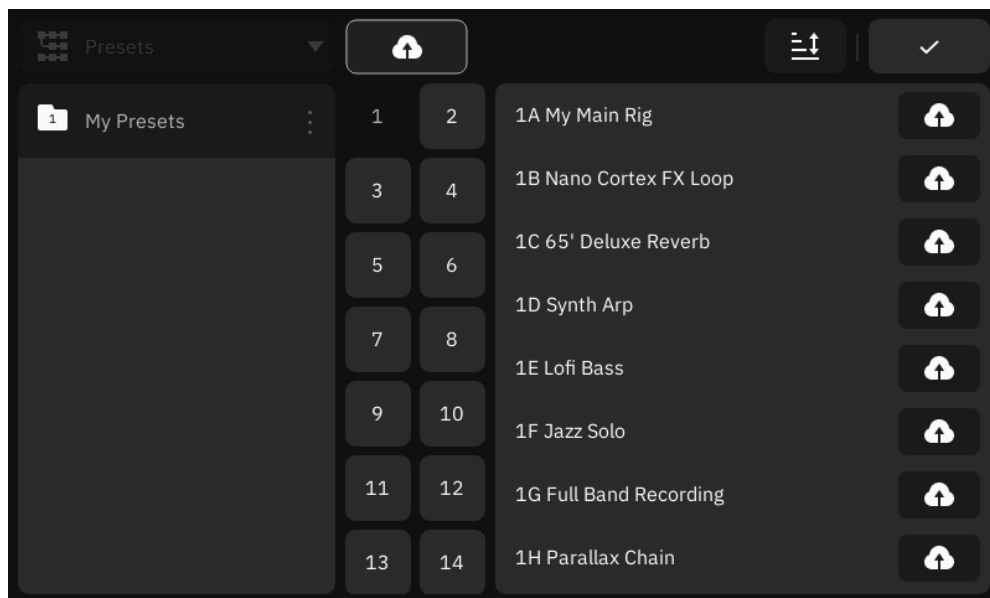 Presets
1 My Presets
1 2
3 4
5 6
7 8
9 10
11 12
13 14
1A My Main Rig
1B Nano Cortex FX Loop
1C 65' Deluxe Reverb
1D Synth Arp
1E Lofi Bass
1F Jazz Solo
1G Full Band Recording
1H Parallax Chain